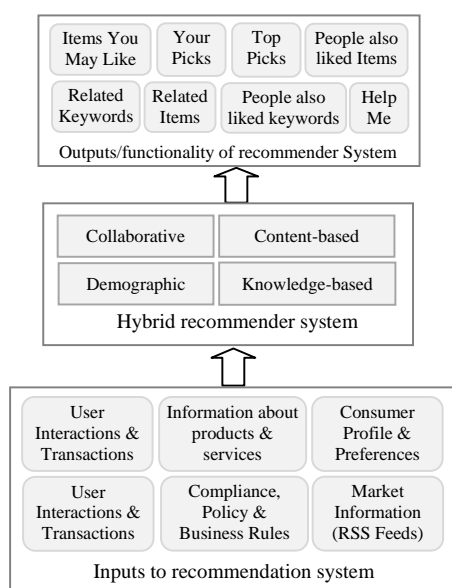 Items You
May Like
Your
Picks
Top
Picks
People also
liked Items
Related
Keywords
Related
Items
People also
liked keywords
Help
Me
Outputs/functionality of recommender System
Collaborative
Content-based
Demographic
Knowledge-based
Hybrid recommender system
User
Interactions &
Transactions
Information about
products &
services
Consumer
Profile &
Preferences
User
Interactions &
Transactions
Compliance,
Policy &
Business Rules
Market
Information
(RSS Feeds)
Inputs to recommendation system